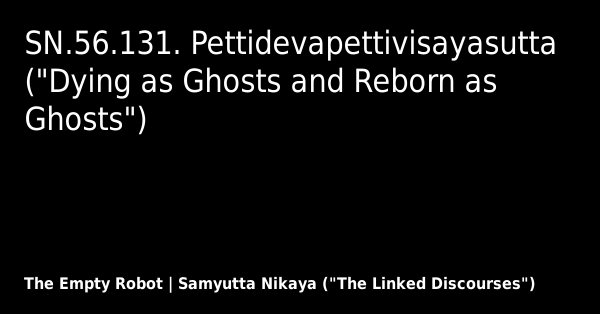 SN.56.131. Pettidevapettivisayasutta
("Dying as Ghosts and Reborn as
Ghosts")
The Empty Robot | Samyutta Nikaya ("The Linked Discourses")